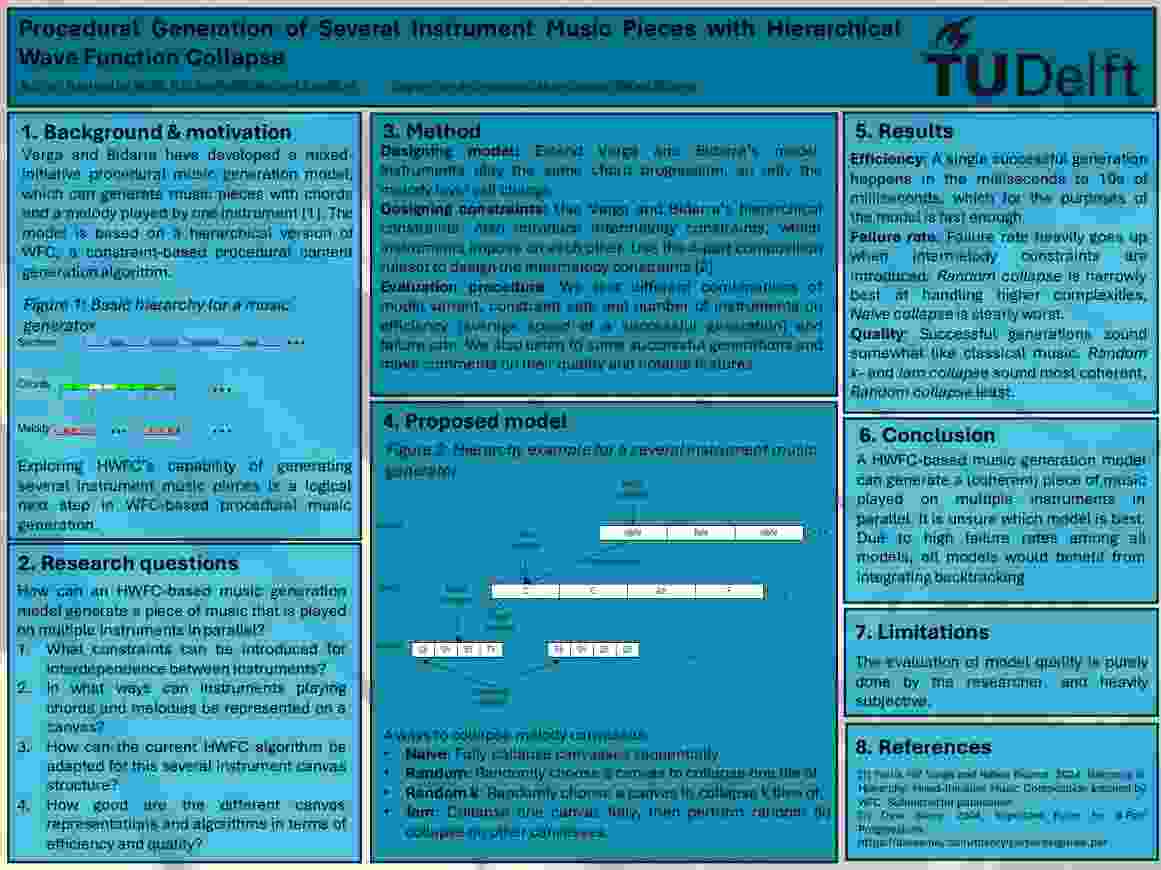 Procedural Generation of Several Instrument Music Pieces with Hierarchical
Wave Function Collapse
TUDelft
1. Background & motivation
Varga and Bidarra have developed a mixed-
initiative procedural music generation model,
which can generate music pieces with chords
and a melody played by one instrument [1]. The
model is based on a hierarchical version of
WFC, a constraint-based procedural content
generation algorithm.
Figure 1: Basic hierarchy for a music
generator
Chords
Melody
Exploring HWFC's capability of generating
several instrument music pieces is a logical
next step in WFC-based procedural music
generation.
2. Research questions
How can an HWFC-based music generation
model generate a piece of music that is played
on multiple instruments in parallel?
1. What constraints can be introduced for
interdependence between instruments?
2. In what ways can instruments playing
chords and melodies be represented on a
canvas?
3. How can the current HWFC algorithm be
adapted for this several instrument canvas
structure?
4. How good are the different canvas
representations and algorithms in terms of
efficiency and quality?
3. Method
Designing model: Extend Varga and Bidarra's model.
Instruments play the same chord progression, so only the
melody level will change.
Designing constraints: Use Varga and Bidarra's hierarchical
constraints. Also introduce intermelody constraints, which
instruments impose on each other. Use the 4-part composition
ruleset to design the intermelody constraints [2].
Evaluation procedure: We test different combinations of
model variant, constraint sets and number of instruments on
efficiency (average speed of a successful generation) and
failure rate. We also listen to some successful generations and
make comments on their quality and notable features.
4. Proposed model
Figure 2: Hierarchy example for a several instrument music
generator
4 ways to collapse melody canvases:
• Naive: Fully collapse canvases sequentially.
• Random: Randomly choose a canvas to collapse one tile of.
• Random k: Randomly choose a canvas to collapse k tiles of.
• Jam: Collapse one canvas fully, then perform random on
collapse on other canvasses.
5. Results
Efficiency: A single successful generation
happens in the milliseconds to 10s of
milliseconds, which for the purposes of
the model is fast enough.
Failure rate: Failure rate heavily goes up
when intermelody constraints are
introduced. Random collapse is narrowly
best at handling higher complexities,
Naive collapse is clearly worst.
Quality: Successful generations sound
somewhat like classical music. Random
k- and Jam collapse sound most coherent,
Random collapse least.
6. Conclusion
A HWFC-based music generation model
can generate a (coherent) piece of music
played on multiple instruments in
parallel. It is unsure which model is best.
Due to high failure rates among all
models, all models would benefit from
integrating backtracking
7. Limitations
The evaluation of model quality is purely
done by the researcher, and heavily
subjective.
8. References
Hierarchy: Mixed-Initiative Music Composition Inspired by
WFC. Submitted for publication.